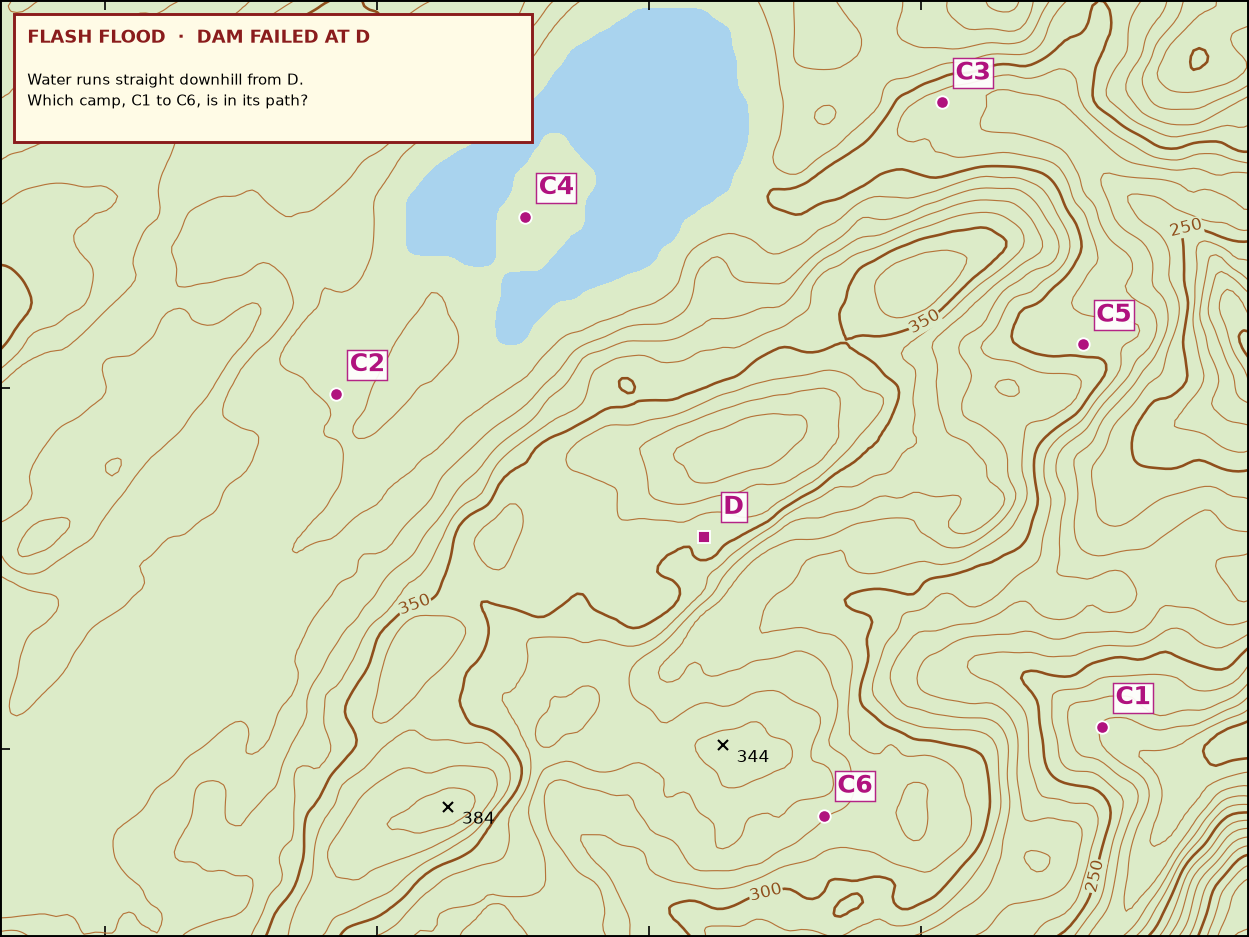 FLASH FLOOD · DAM FAILED AT D
Water runs straight downhill from D.
Which camp, C1 to C6, is in its path?
C3
C4
250
C5
350
C2
D
350
C1
344
C6
384
250
300